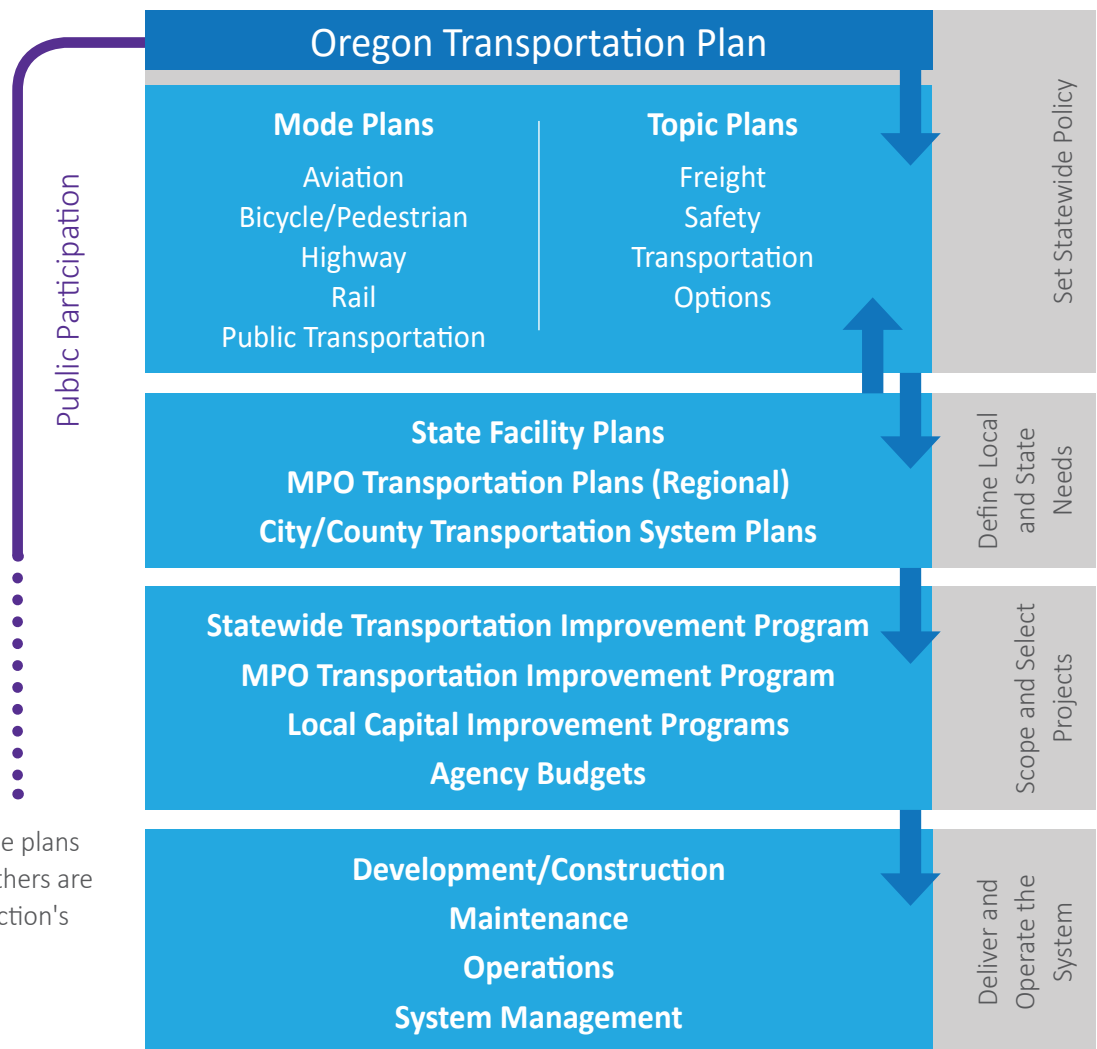 Oregon Transportation Plan
Mode Plans
Aviation
Bicycle/Pedestrian
Highway
Rail
Public Transportation
Topic Plans
Freight
Safety
Transportation
Options
Set Statewide Policy
Public Participation
State Facility Plans
MPO Transportation Plans (Regional)
City/County Transportation System Plans
Define Local
and State
Needs
Statewide Transportation Improvement Program
MPO Transportation Improvement Program
Local Capital Improvement Programs
Agency Budgets
Scope and Select
Projects
plans
are
Development/Construction
Maintenance
Operations
System Management
Deliver and
Operate the
System